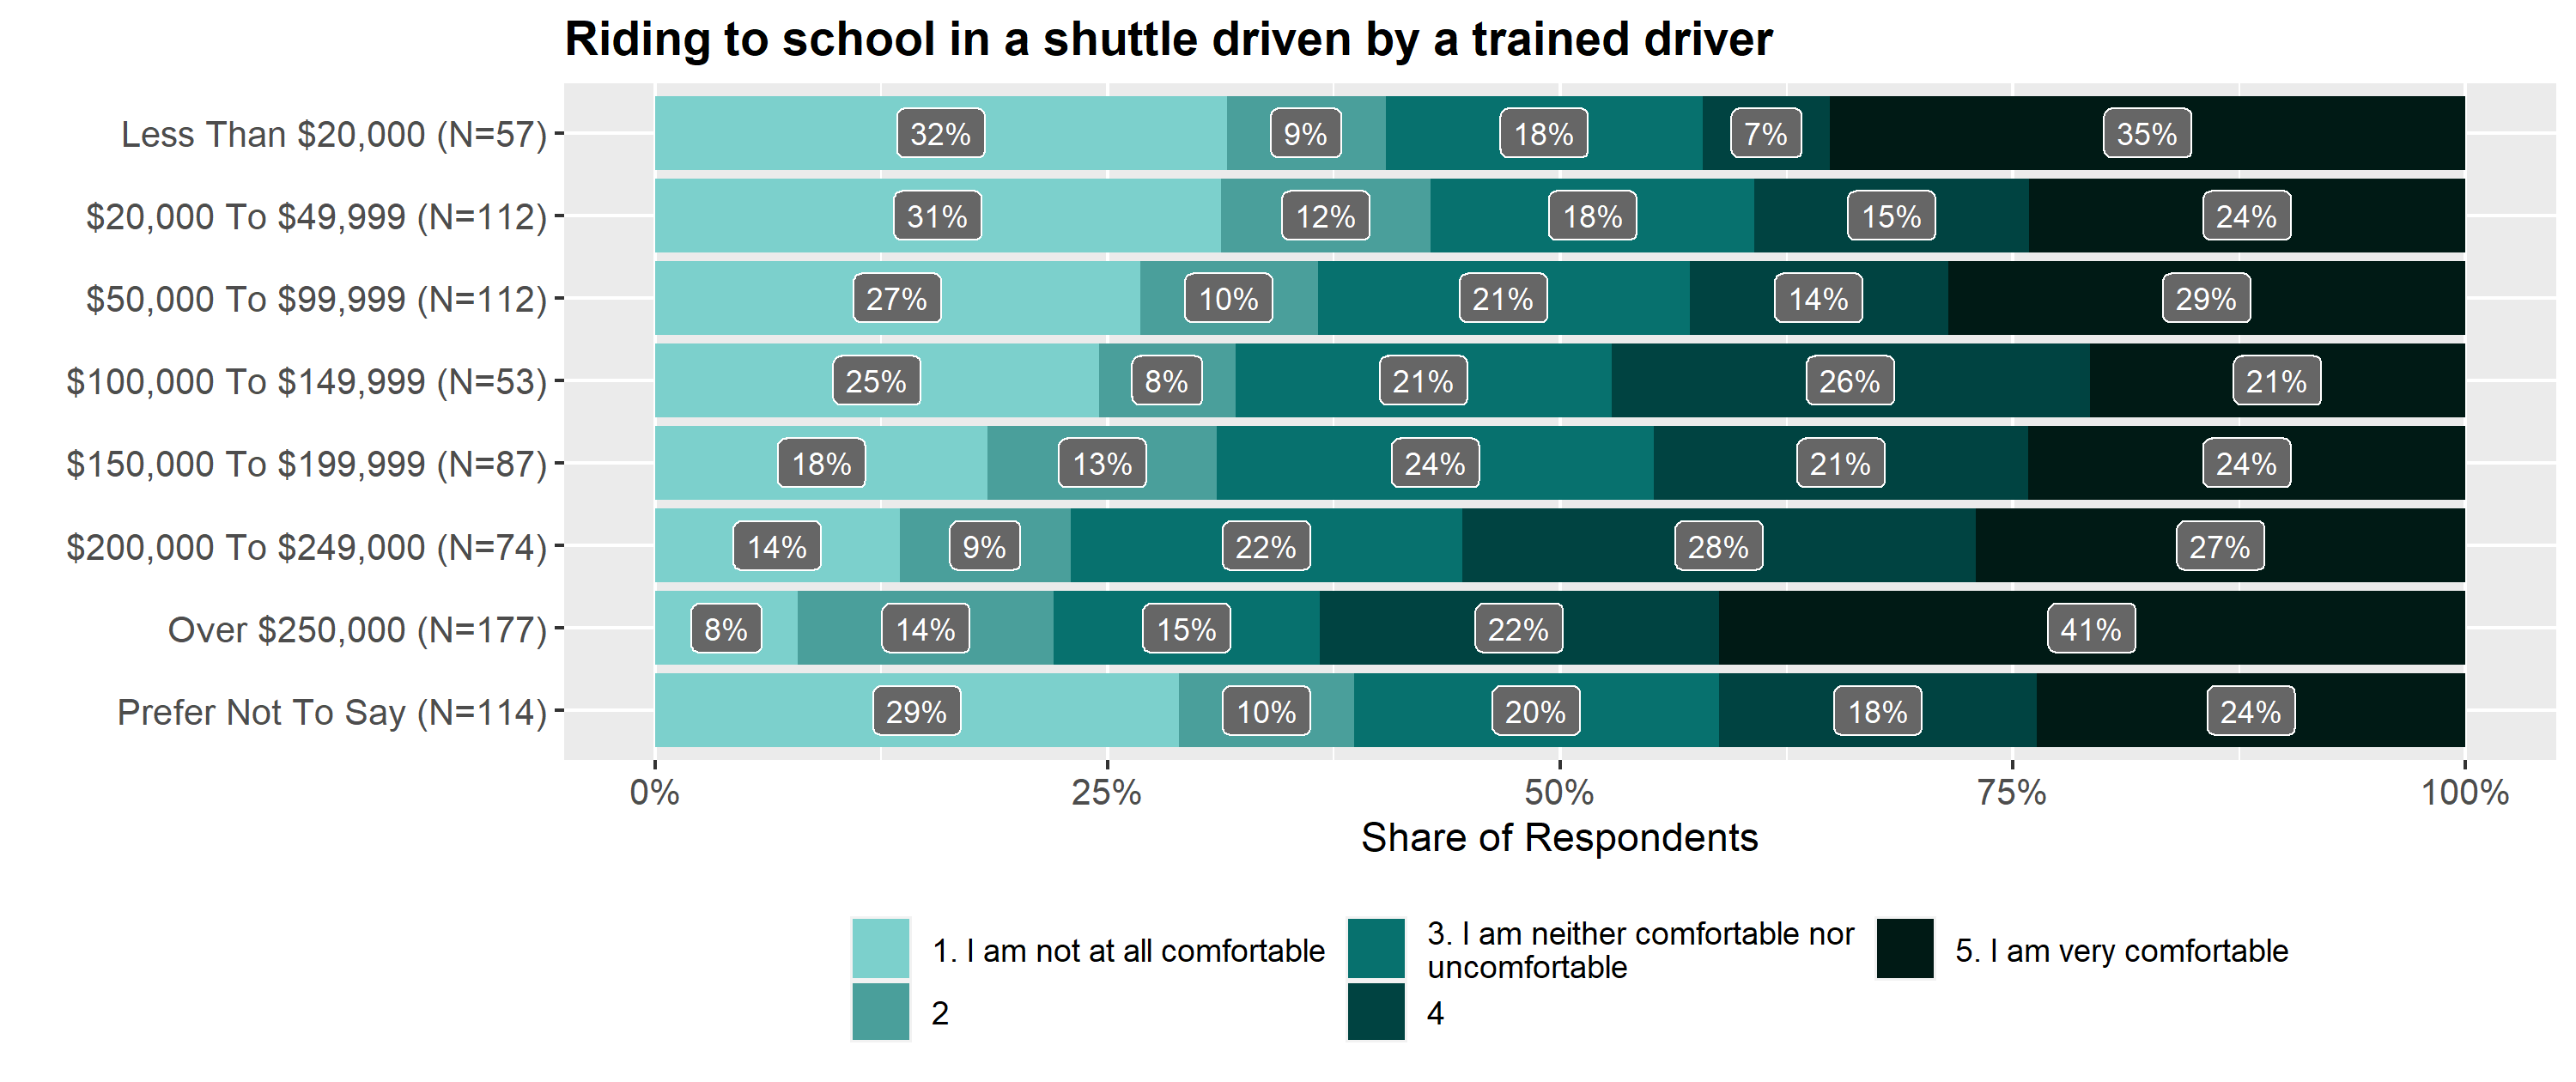 Riding to school in a shuttle driven by a trained driver
Less Than $20,000 (N=57) 32% 9% 18% 7% 35%
$20,000 To $49,999 (N=112) 31% 12% 18% 15% 24%
$50,000 To $99,999 (N=112) 27% 10% 21% 14% 29%
$100,000 To $149,999 (N=53) 25% 8% 21% 26% 21%
$150,000 To $199,999 (N=87) 18% 13% 24% 21% 24%
$200,000 To $249,000 (N=74) 14% 9% 22% 28% 27%
Over $250,000 (N=177) 8% 14% 15% 22% 41%
Prefer Not To Say (N=114) 29% 10% 20% 18% 24%
0% 25% 50% 75% 100%
Share of Respondents
1. I am not at all comfortable
2
3. I am neither comfortable nor
uncomfortable
4
5. I am very comfortable